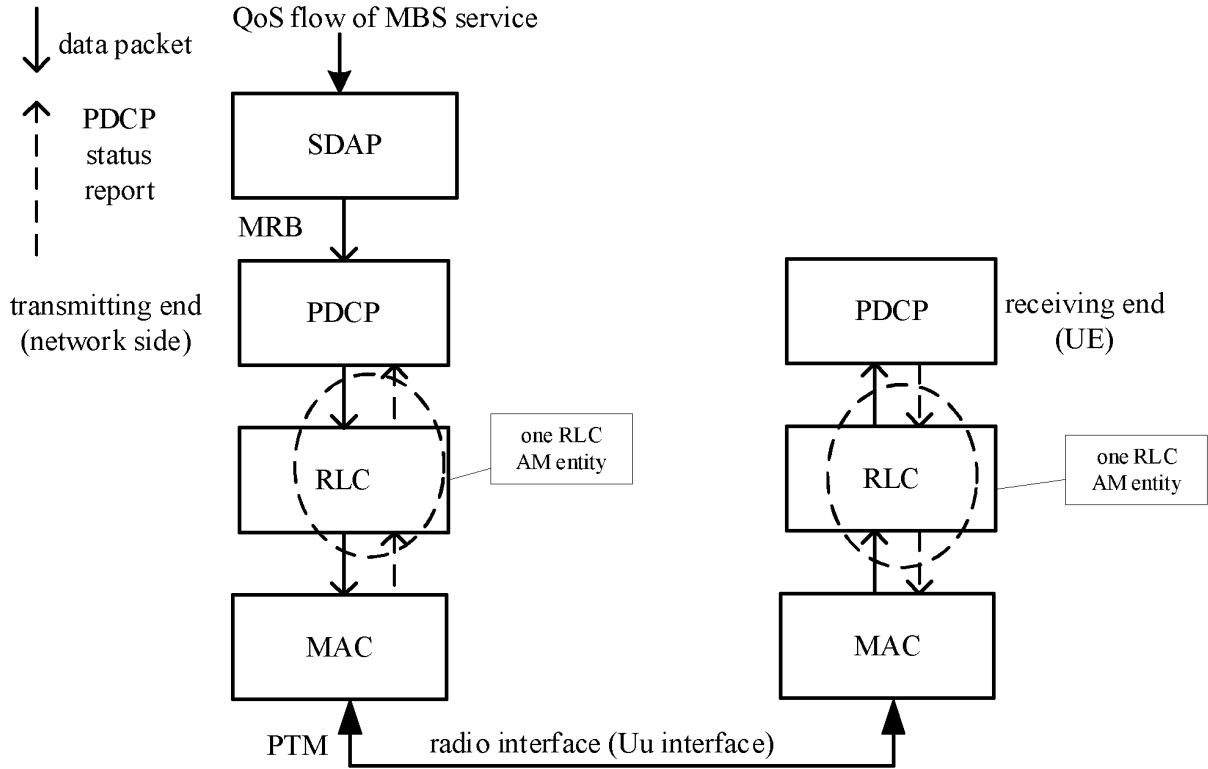 QoS flow of MBS service
data packet
PDCP
status
report
SDAP
MRB
transmitting end
(network side)
PDCP
PDCP
receiving end
(UE)
one RLC
AM entity
RLC
RLC
one RLC
AM entity
MAC
MAC
PTM
radio interface (Uu interface)